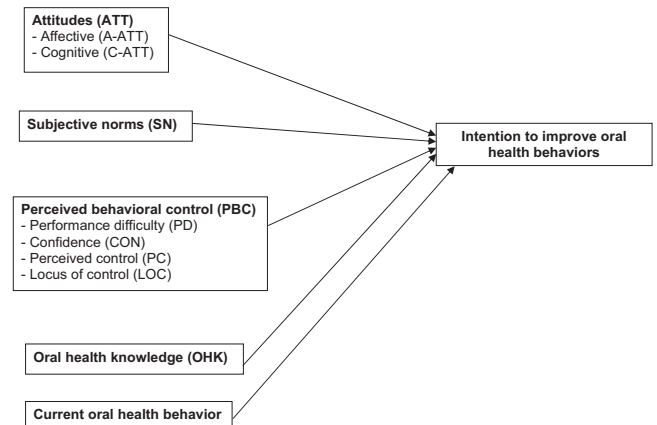 Attitudes (ATT)
- Affective (A-ATT)
- Cognitive (C-ATT)
Subjective norms (SN)
Intention to improve oral
health behaviors
Perceived behavioral control (PBC)
- Performance difficulty (PD)
- Confidence (CON)
- Perceived control (PC)
- Locus of control (LOC)
Oral health knowledge (OHK)
Current oral health behavior